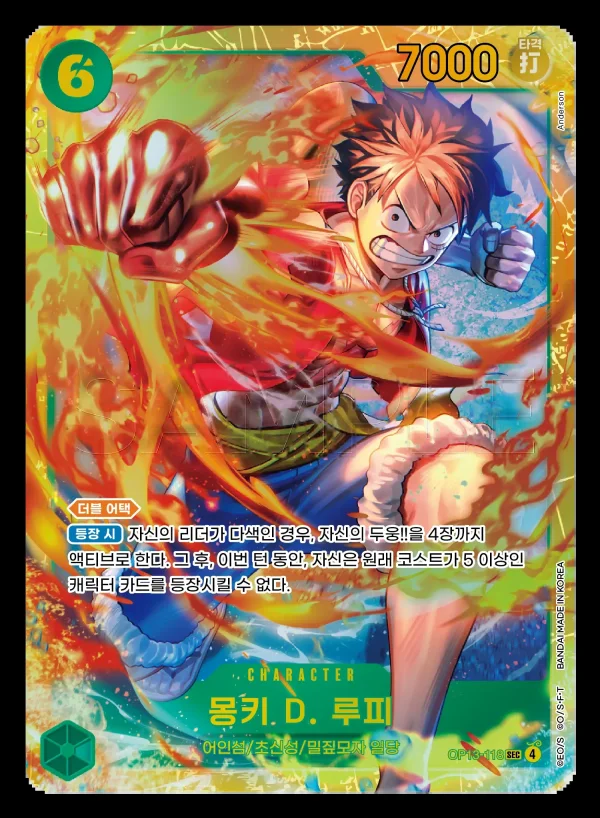 6
7000
타격
打
Anderson
SAMPLE
더블 어택
등장 시 자신의 리더가 다색인 경우, 자신의 두웅!!을 4장까지
액티브로 한다. 그 후, 이번 턴 동안, 자신은 원래 코스트가 5 이상인
캐릭터 카드를 등장시킬 수 없다.
©E.O/S ©O/S·F·T BANDAI MADE IN KOREA
CHARACTER
몽키 D. 루피
어인섬/초신성/밀짚모자 일당
OP13-118 SEC 4